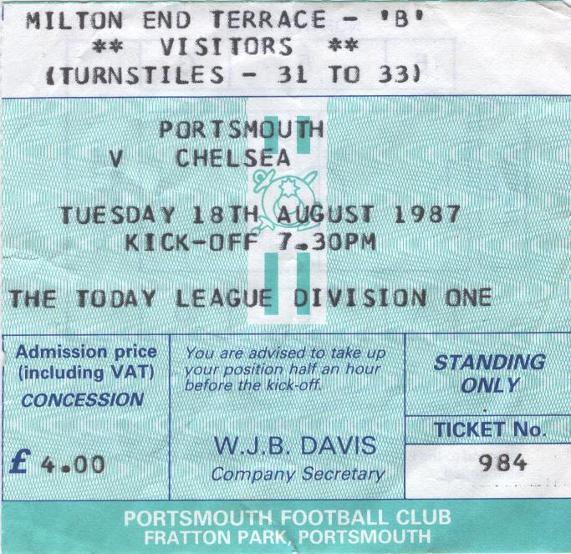 MILTON END TERRACE - 'B'
** VISITORS **
(TURNSTILES - 31 TO 33)
PORTSMOUTH
V CHELSEA
TUESDAY 18TH AUGUST 1987
KICK-OFF 7.30PM
THE TODAY LEAGUE DIVISION ONE
Admission price
(including VAT)
CONCESSION
£ 4.00
You are advised to take up
your position half an hour
before the kick-off.
W.J.B. DAVIS
Company Secretary
STANDING
ONLY
TICKET No.
984
PORTSMOUTH FOOTBALL CLUB
FRATTON PARK, PORTSMOUTH